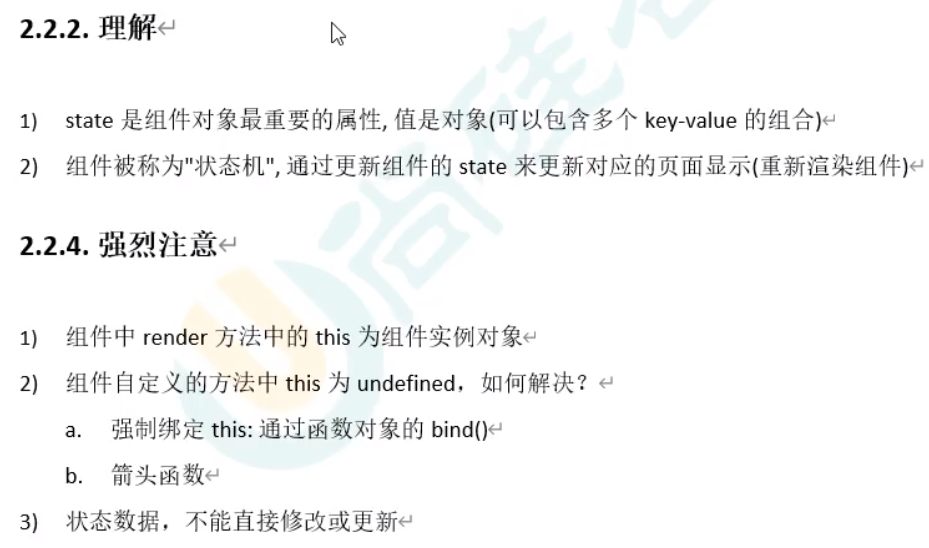 2.2.2. 理解
1) state 是组件对象最重要的属性, 值是对象(可以包含多个 key-value 的组合)
2) 组件被称为"状态机", 通过更新组件的 state 来更新对应的页面显示(重新渲染组件)
2.2.4. 强烈注意
1) 组件中 render 方法中的 this 为组件实例对象
2) 组件自定义的方法中 this 为 undefined，如何解决？
a. 强制绑定 this: 通过函数对象的 bind()
b. 箭头函数
3) 状态数据，不能直接修改或更新
尚硅